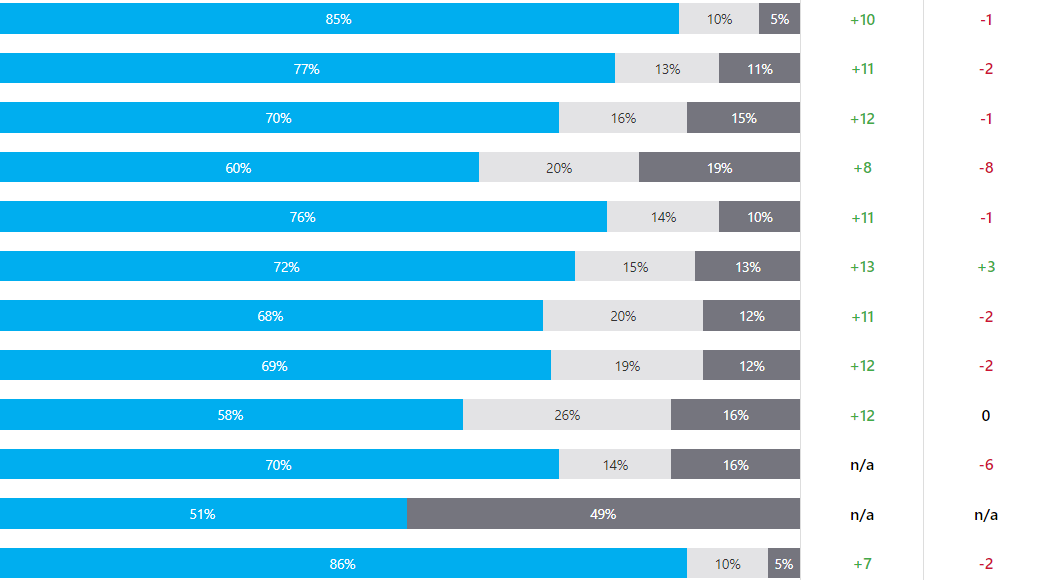 85% 10% 5% +10 -1
77% 13% 11% +11 -2
70% 16% 15% +12 -1
60% 20% 19% +8 -8
76% 14% 10% +11 -1
72% 15% 13% +13 +3
68% 20% 12% +11 -2
69% 19% 12% +12 -2
58% 26% 16% +12 0
70% 14% 16% n/a -6
51% 49% n/a n/a
86% 10% 5% +7 -2